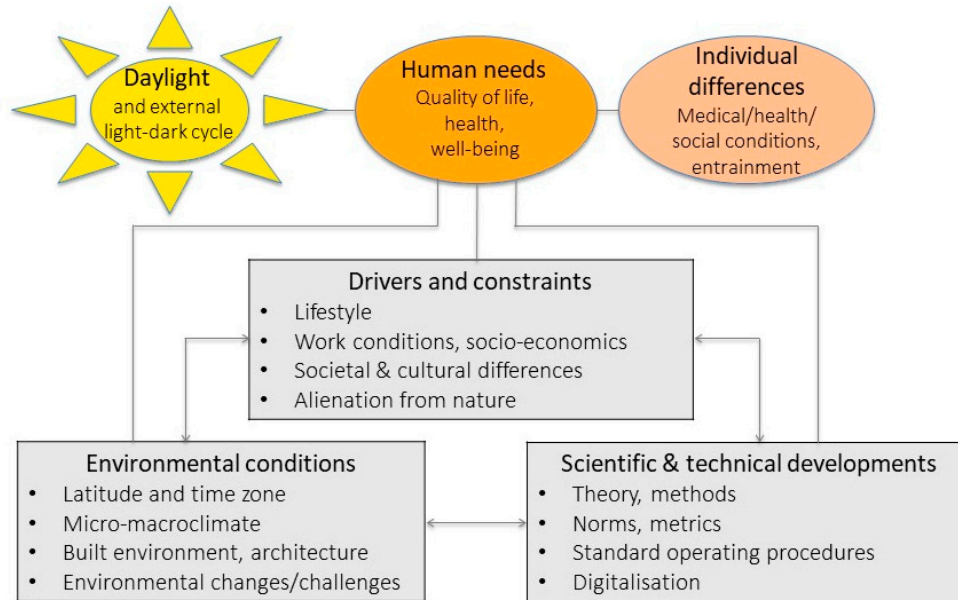 Daylight
and external
light-dark cycle
Human needs
Quality of life,
health,
well-being
Individual
differences
Medical/health/
social conditions,
entrainment
Drivers and constraints
• Lifestyle
• Work conditions, socio-economics
• Societal & cultural differences
• Alienation from nature
Environmental conditions
• Latitude and time zone
• Micro-macroclimate
• Built environment, architecture
• Environmental changes/challenges
Scientific & technical developments
• Theory, methods
• Norms, metrics
• Standard operating procedures
• Digitalisation